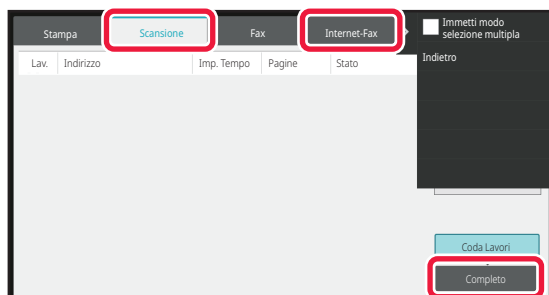 Stampa Scansione Fax Internet-Fax
Immetti modo
selezione multipla
Lav. Indirizzo Imp. Tempo Pagine Stato
Indietro
Coda Lavori
Completo